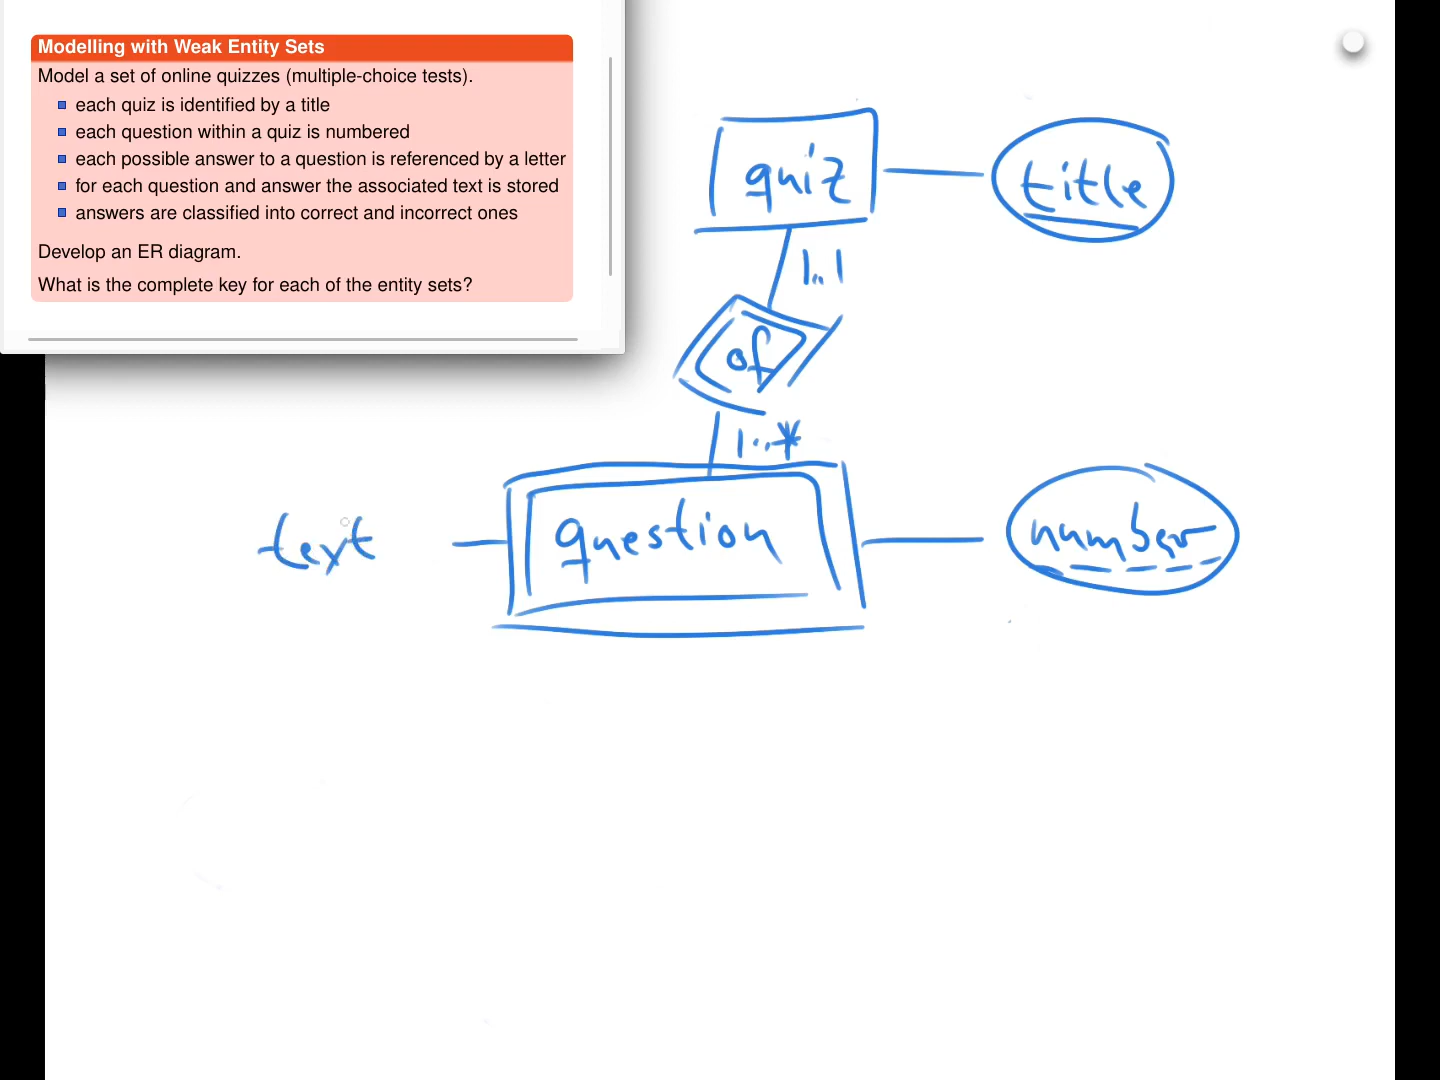 Modelling with Weak Entity Sets
Model a set of online quizzes (multiple-choice tests).
each quiz is identified by a title
each question within a quiz is numbered
each possible answer to a question is referenced by a letter
for each question and answer the associated text is stored
answers are classified into correct and incorrect ones
Develop an ER diagram.
What is the complete key for each of the entity sets?
quiz
title
1..1
of
1..*
text
question
number